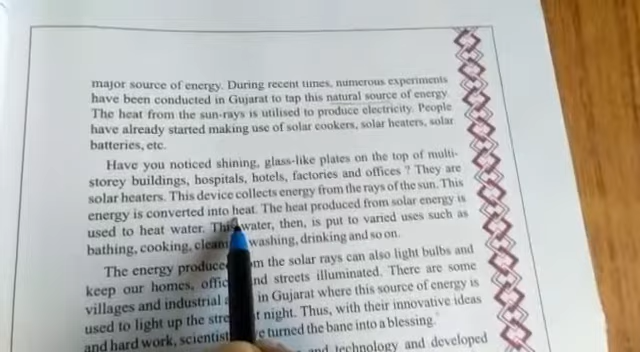 major source of energy. During recent times, numerous experiments
have been conducted in Gujarat to tap this natural source of energy.
The heat from the sun-rays is utilised to produce electricity. People
have already started making use of solar cookers, solar heaters, solar
batteries, etc.
Have you noticed shining, glass-like plates on the top of multi-
storey buildings, hospitals, hotels, factories and offices ? They are
solar heaters. This device collects energy from the rays of the sun. This
energy is converted into heat. The heat produced from solar energy is
used to heat water. This water, then, is put to varied uses such as
bathing, cooking, washing, drinking and so on.
The energy produced the solar rays can also light bulbs and
keep our homes, and streets illuminated. There are some
villages and industrial in Gujarat where this source of energy is
used to light up the night. Thus, with their innovative ideas
and hard work, turned the bane into a blessing.
and technology and developed